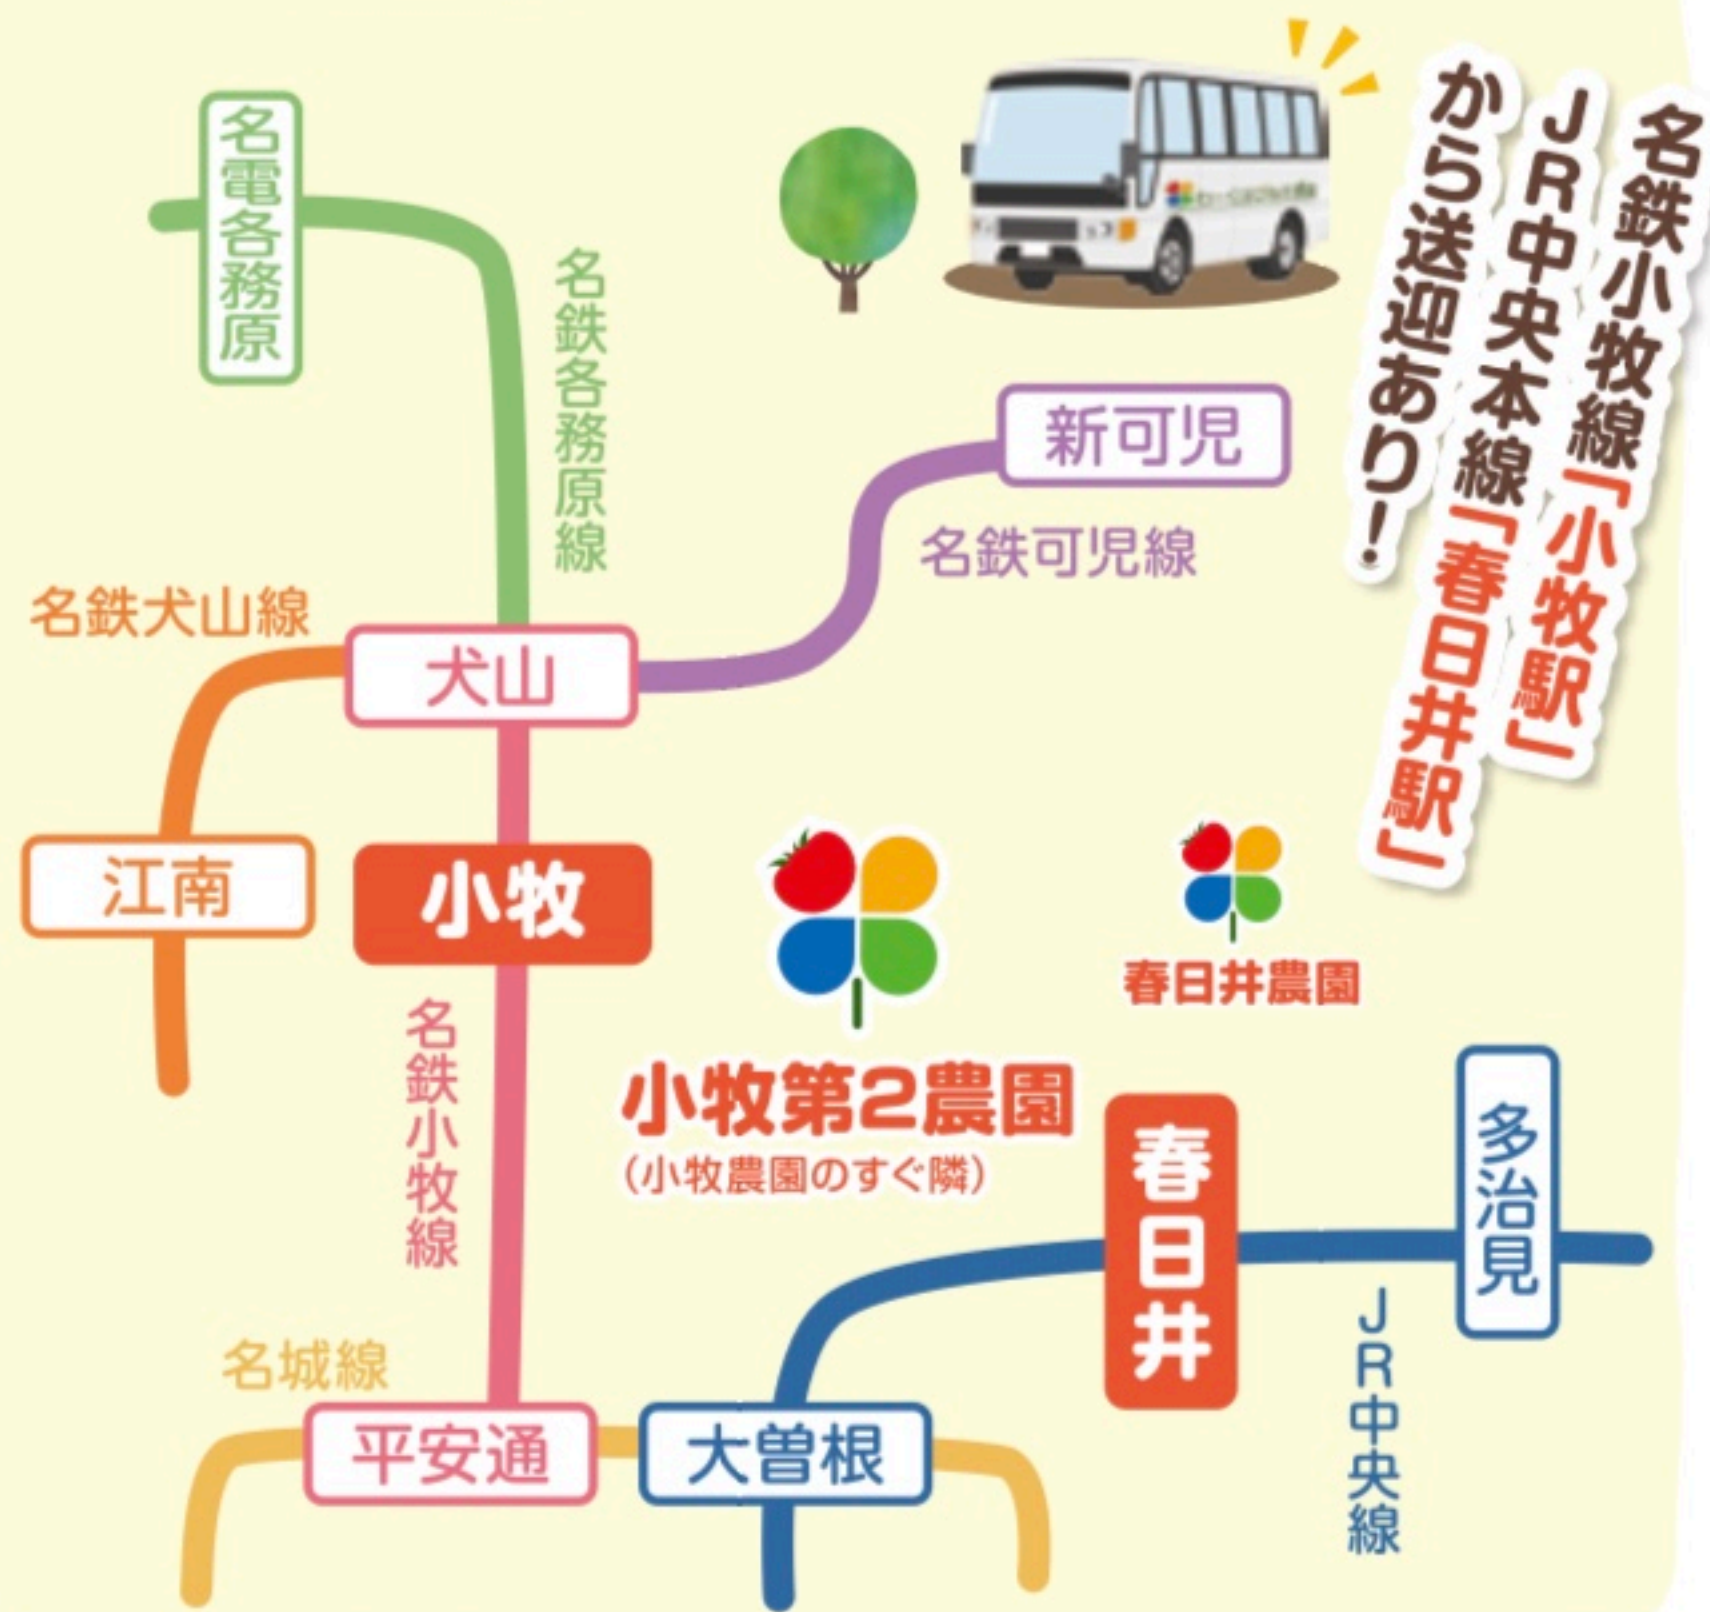 名鉄小牧線「小牧駅」
JR中央本線「春日井駅」
から送迎あり!
名電各務原
名鉄各務原線
新可児
名鉄可児線
名鉄犬山線
犬山
江南
小牧
春日井農園
名鉄小牧線
小牧第2農園
(小牧農園のすぐ隣)
春日井
多治見
JR中央線
名城線
平安通
大曽根